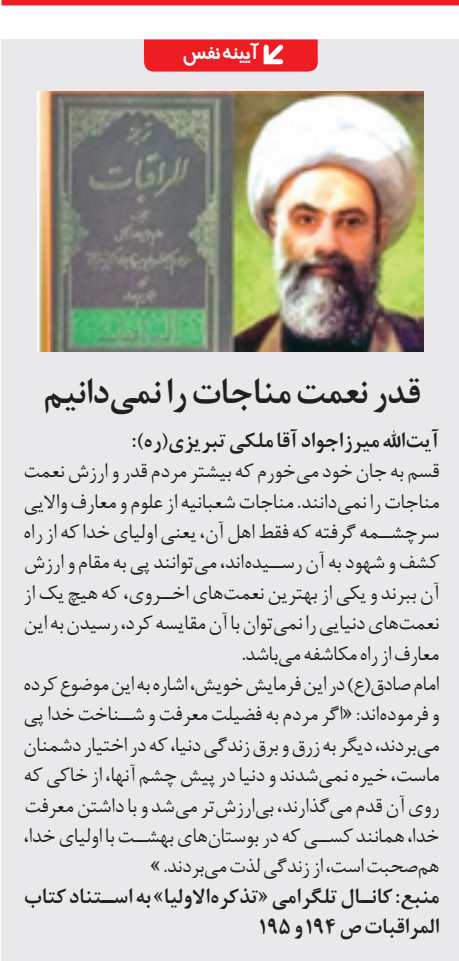 آیینه نفس
ترجمه
المراقبات
قدر نعمت مناجات را نمی‌دانیم
آیت‌الله میرزاجواد آقا ملکی تبریزی(ره):
قسم به جان خود می‌خورم که بیشتر مردم قدر و ارزش نعمت
مناجات را نمی‌دانند. مناجات شعبانیه از علوم و معارف والایی
سرچشمه گرفته که فقط اهل آن، یعنی اولیای خدا که از راه
کشف و شهود به آن رسیده‌اند، می‌توانند پی به مقام و ارزش
آن ببرند و یکی از بهترین نعمت‌های اخروی، که هیچ یک از
نعمت‌های دنیایی را نمی‌توان با آن مقایسه کرد، رسیدن به این
معارف از راه مکاشفه می‌باشد.
امام صادق(ع) در این فرمایش خویش، اشاره به این موضوع کرده
و فرموده‌اند: «اگر مردم به فضیلت معرفت و شناخت خدا پی
می‌بردند، دیگر به زرق و برق زندگی دنیا، که در اختیار دشمنان
ماست، خیره نمی‌شدند و دنیا در پیش چشم آنها، از خاکی که
روی آن قدم می‌گذارند، بی‌ارزش‌تر می‌شد و با داشتن معرفت
خدا، همانند کسی که در بوستان‌های بهشت با اولیای خدا،
هم‌صحبت است، از زندگی لذت می‌بردند.»
منبع: کانال تلگرامی «تذکره‌الاولیا» به استناد کتاب
المراقبات ص ۱۹۴ و ۱۹۵